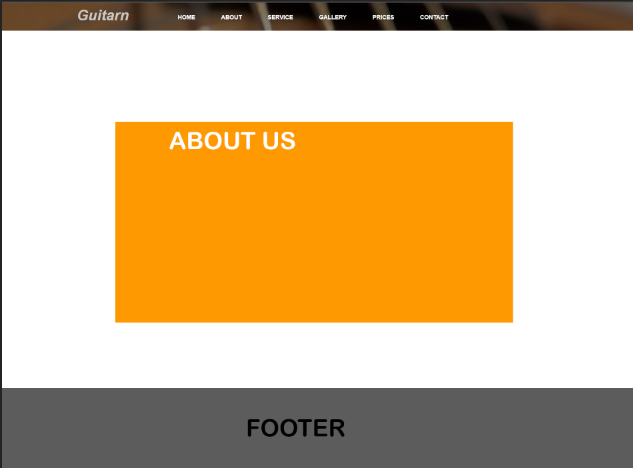 Guitarn
HOME ABOUT SERVICE GALLERY PRICES CONTACT
ABOUT US
FOOTER